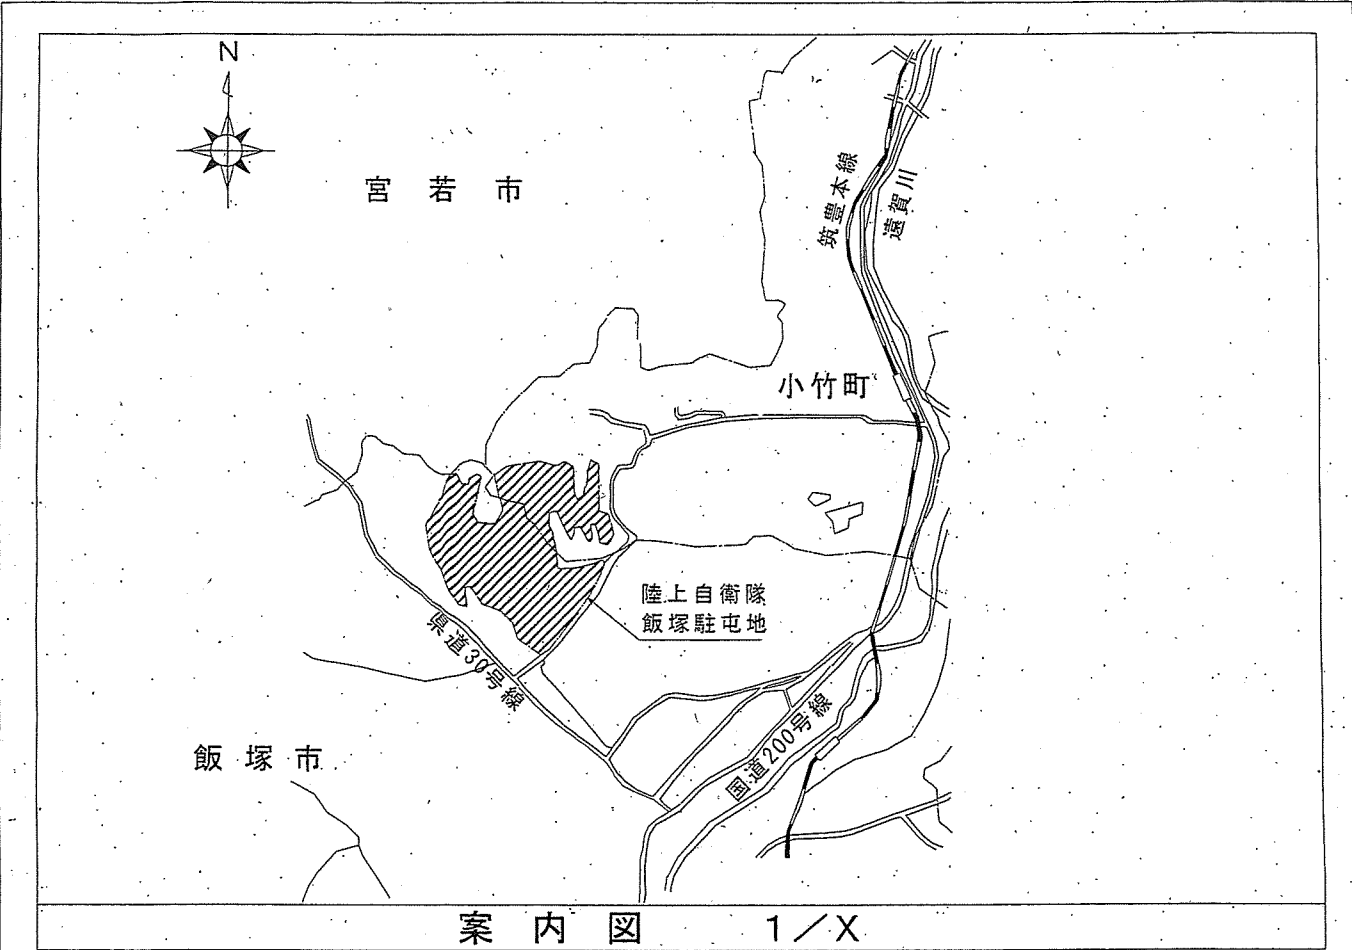 N
宮若市
筑豊本線
遠賀川
小竹町
陸上自衛隊
飯塚駐屯地
県道30号線
国道200号線
飯塚市
案内図 1／X